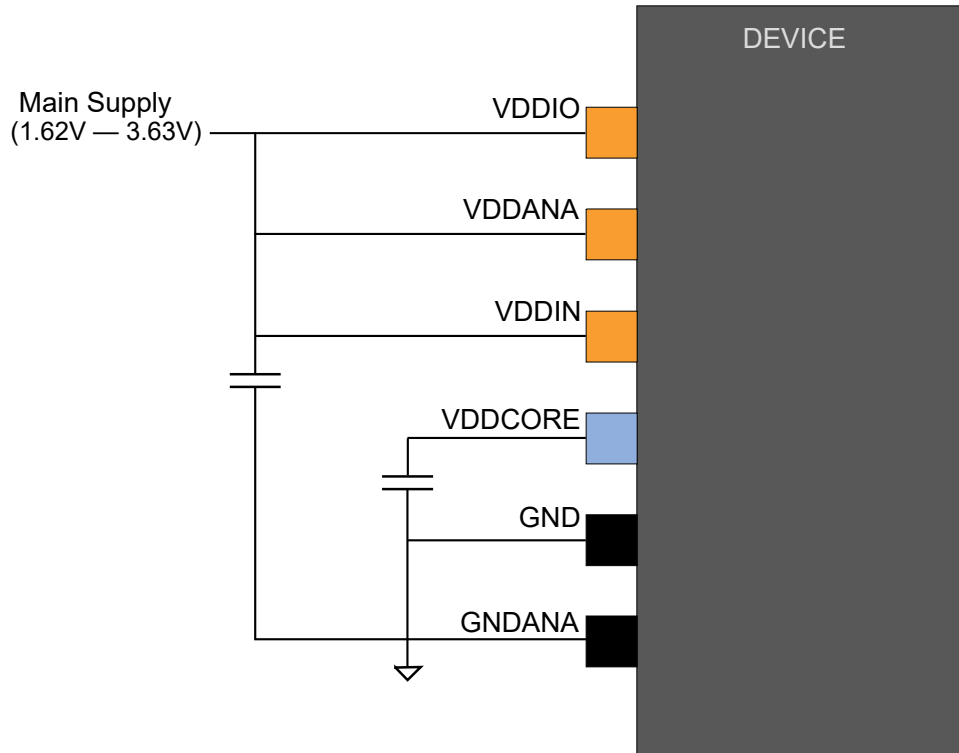 DEVICE
VDDIO
Main Supply
(1.62V — 3.63V)
VDDANA
VDDIN
VDDCORE
GND
GNDANA